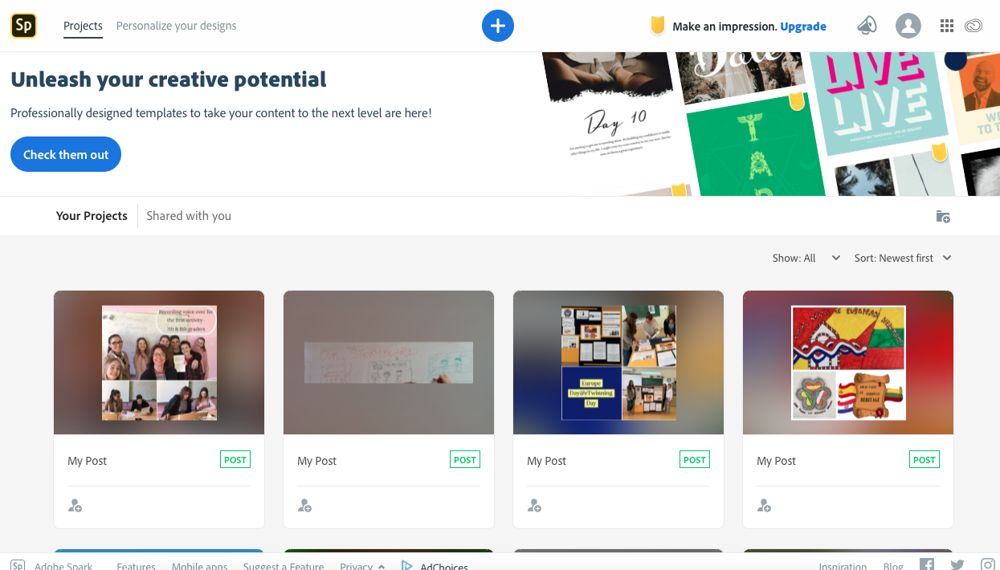 Sp
Projects
Personalize your designs
Make an impression. Upgrade
Unleash your creative potential
Professionally designed templates to take your content to the next level are here!
Check them out
Day 10
LIVE
LIVE
Your Projects
Shared with you
Show: All
Sort: Newest first
Recording voice over for
the first activity-
7th & 8th graders
OUR STORYBOARD
Europe
Day@eTwinning
Day
My Post
POST
My Post
POST
My Post
POST
My Post
POST
Sp
Adobe Spark
Features
Mobile apps
Suggest a Feature
Privacy
AdChoices
Inspiration
Blog